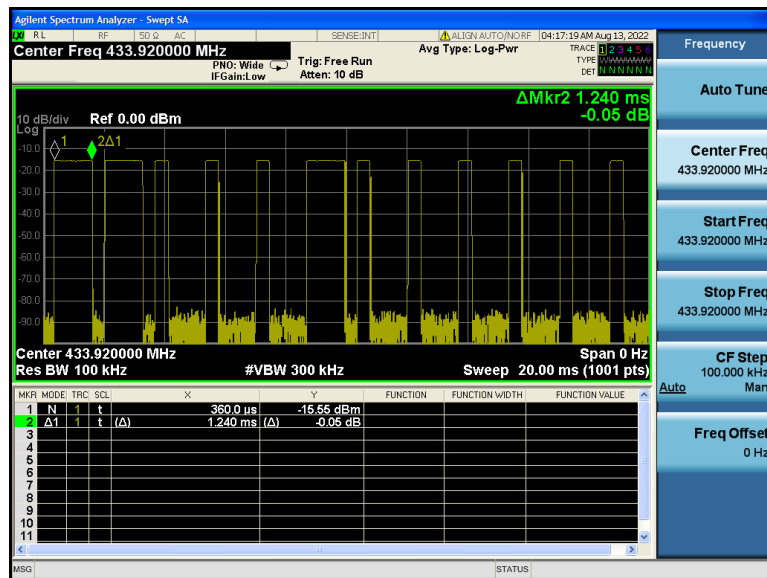 Agilent Spectrum Analyzer - Swept SA
LXI RL RF 50 Ω AC SENSE:INT ALIGN AUTO/NO RF 04:17:19 AM Aug 13, 2022
Center Freq 433.920000 MHz
PNO: Wide
IFGain:Low
Trig: Free Run
Atten: 10 dB
Avg Type: Log-Pwr
TRACE 1 2 3 4 5 6
TYPE
DET N N N N N N
ΔMkr2 1.240 ms
-0.05 dB
10 dB/div Ref 0.00 dBm
Log
1 2Δ1
-10.0
-20.0
-30.0
-40.0
-50.0
-60.0
-70.0
-80.0
-90.0
Center 433.920000 MHz Span 0 Hz
Res BW 100 kHz #VBW 300 kHz Sweep 20.00 ms (1001 pts)
MKR MODE TRC SCL X Y FUNCTION FUNCTION WIDTH FUNCTION VALUE
1 N 1 t 360.0 µs -15.55 dBm
2 Δ1 1 t (Δ) 1.240 ms (Δ) -0.05 dB
3
4
5
6
7
8
9
10
11
MSG STATUS
Frequency
Auto Tune
Center Freq
433.920000 MHz
Start Freq
433.920000 MHz
Stop Freq
433.920000 MHz
CF Step
100.000 kHz
Auto Man
Freq Offset
0 Hz